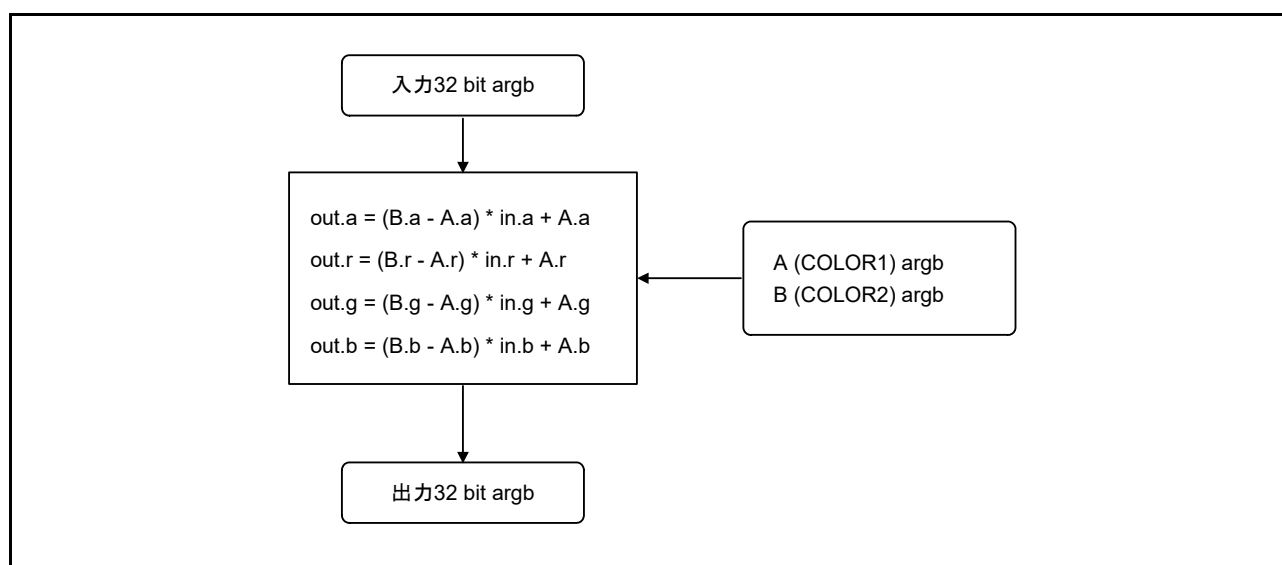 入力32 bit argb
out.a = (B.a - A.a) * in.a + A.a
out.r = (B.r - A.r) * in.r + A.r
out.g = (B.g - A.g) * in.g + A.g
out.b = (B.b - A.b) * in.b + A.b
A (COLOR1) argb
B (COLOR2) argb
出力32 bit argb